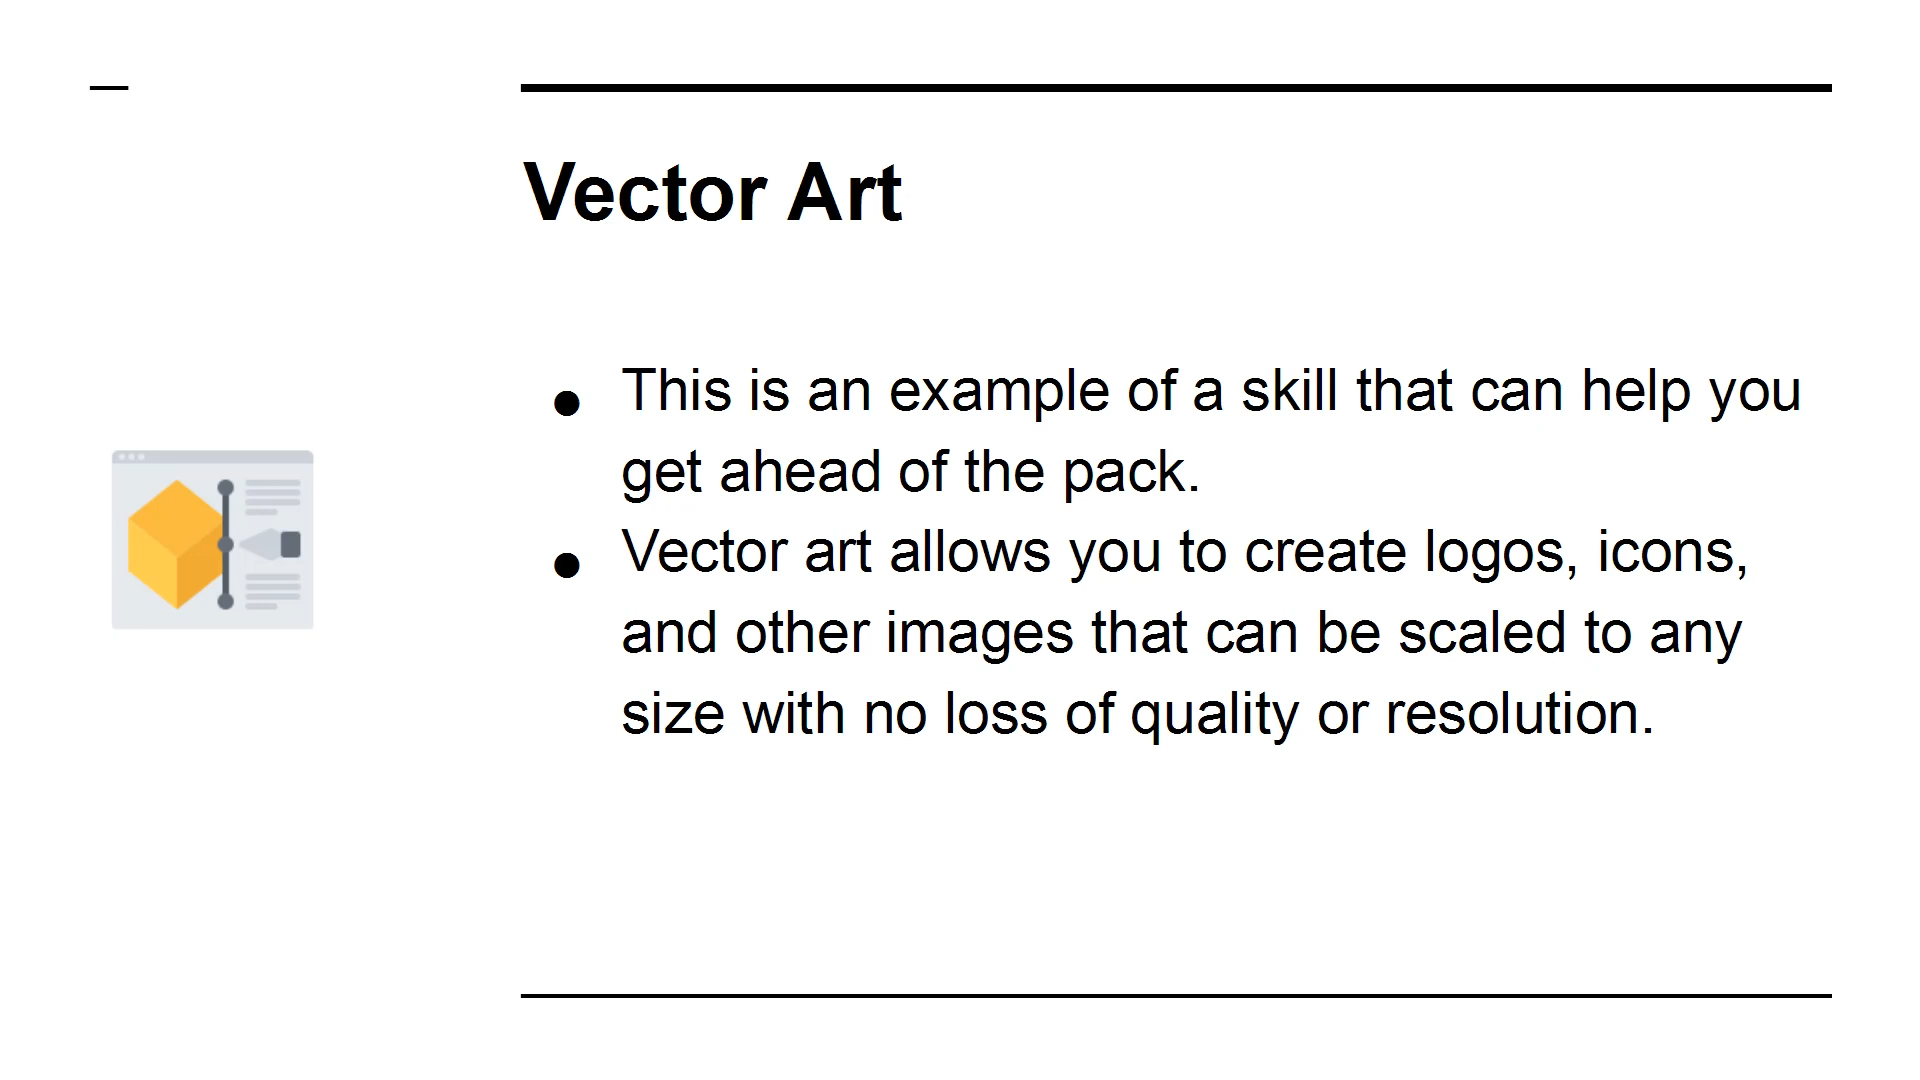 Vector Art
● This is an example of a skill that can help you
get ahead of the pack.
● Vector art allows you to create logos, icons,
and other images that can be scaled to any
size with no loss of quality or resolution.